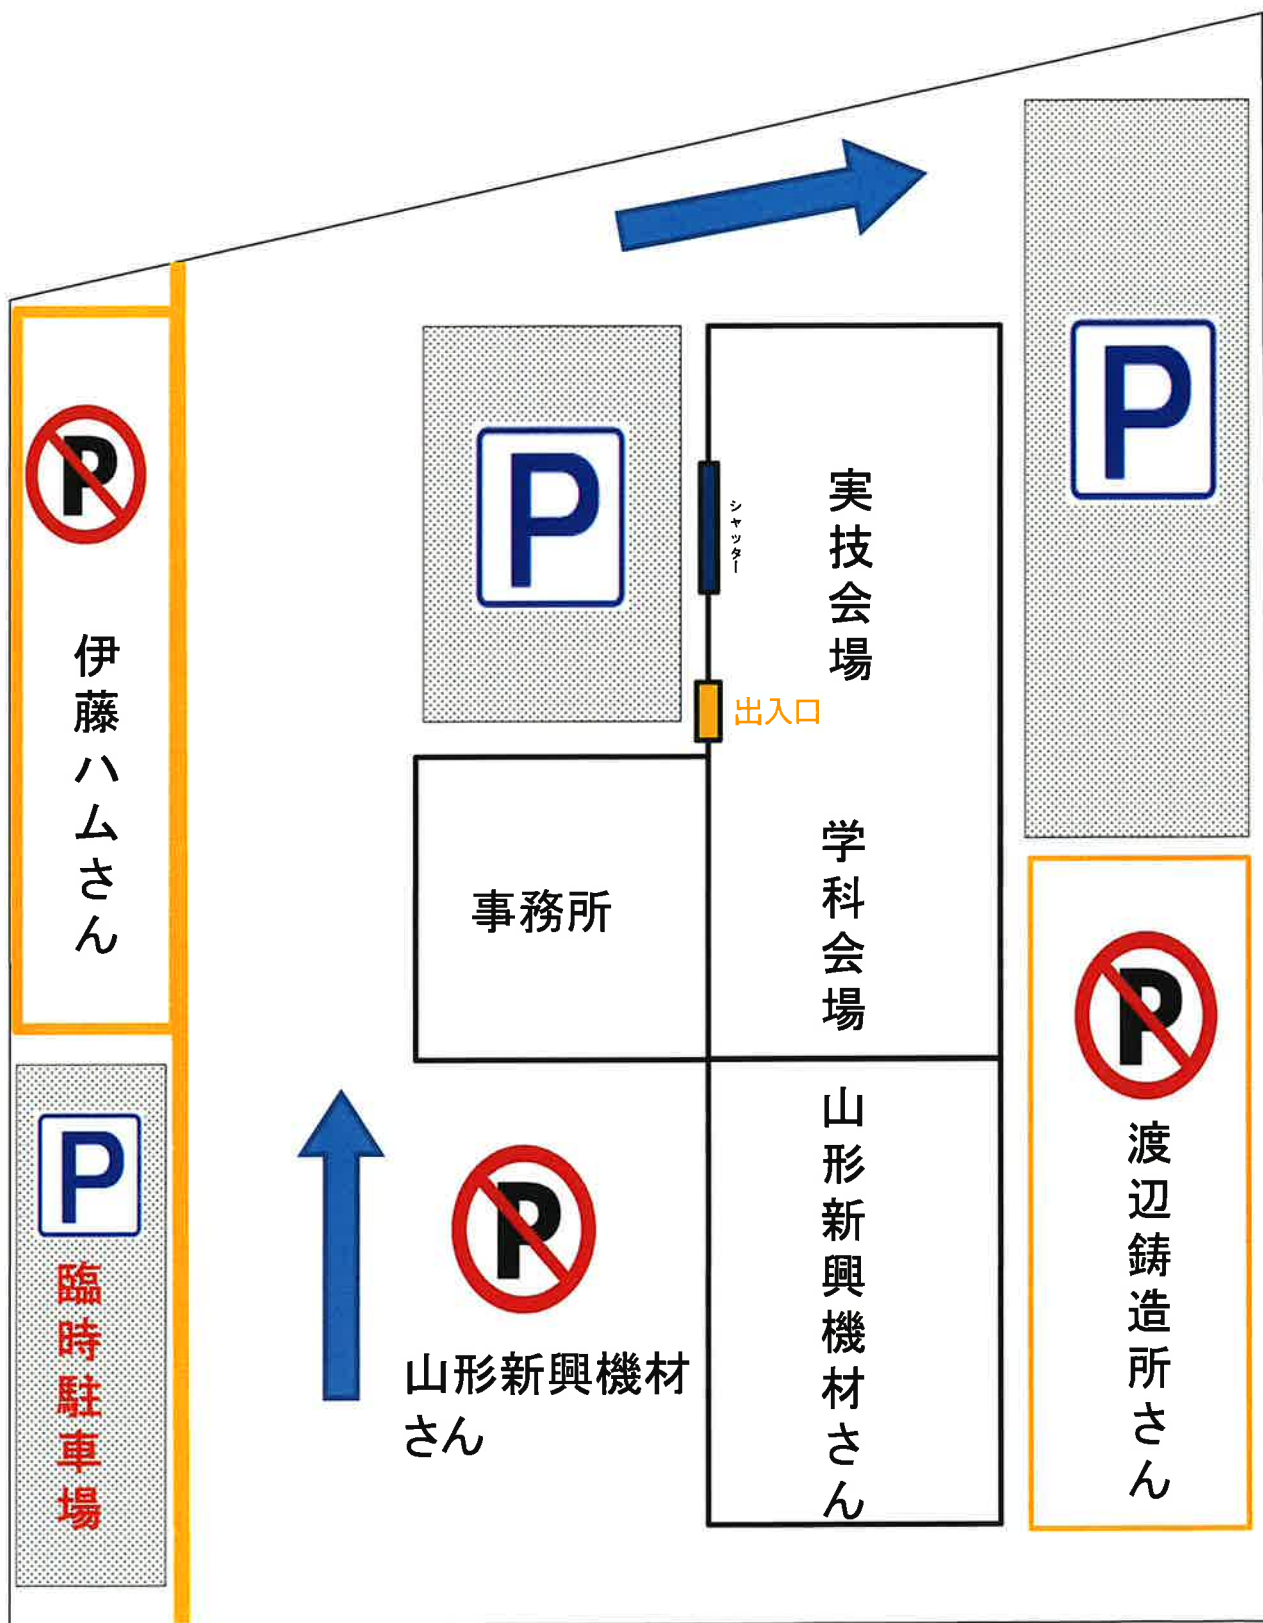 P
P
P
シャッター
実技会場
出入口
伊藤ハムさん
P
事務所
学科会場
P
P
臨時駐車場
P
山形新興機材
さん
山形新興機材さん
渡辺鋳造所さん